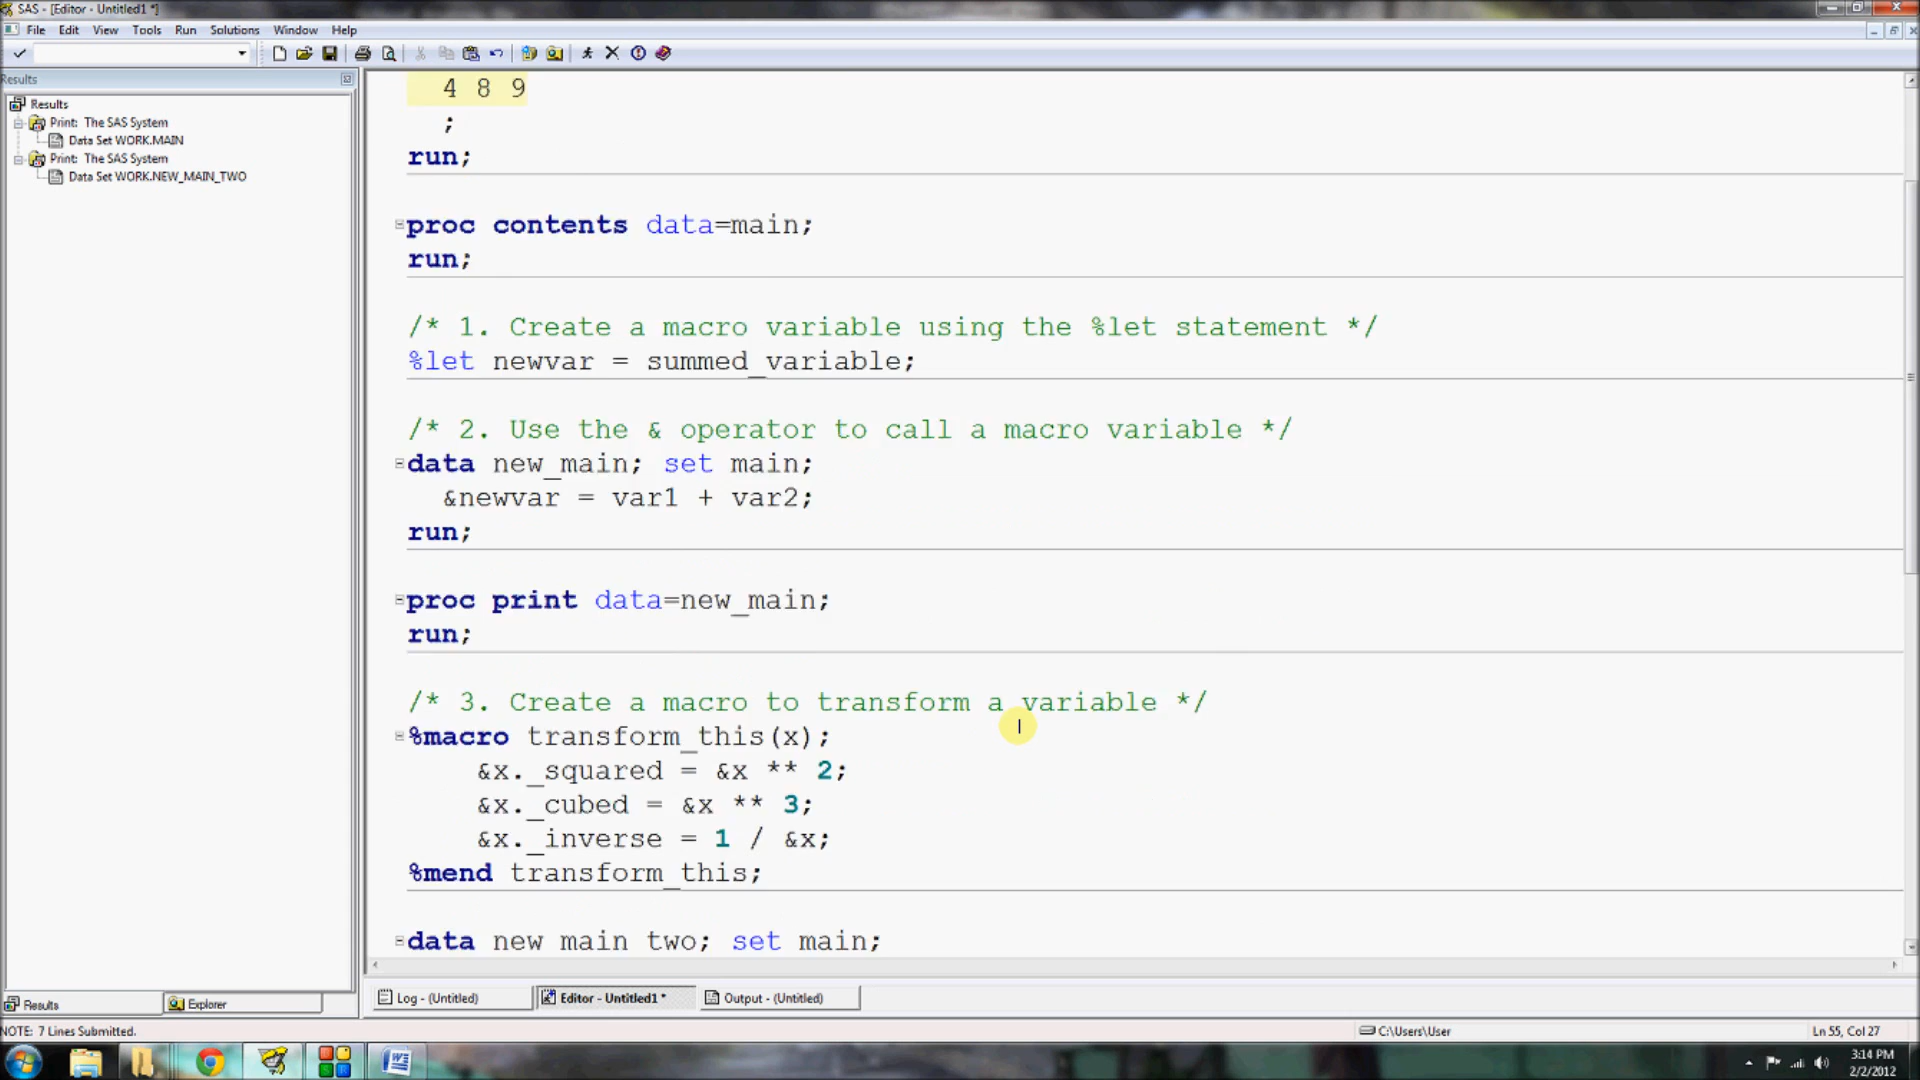 SAS - [Editor - Untitled1 *]
File Edit View Tools Run Solutions Window Help
Results
Results
Print: The SAS System
Data Set WORK.MAIN
Print: The SAS System
Data Set WORK.NEW_MAIN_TWO
4 8 9
;
run;
proc contents data=main;
run;
/* 1. Create a macro variable using the %let statement */
%let newvar = summed_variable;
/* 2. Use the & operator to call a macro variable */
data new_main; set main;
&newvar = var1 + var2;
run;
proc print data=new_main;
run;
/* 3. Create a macro to transform a variable */
%macro transform_this(x);
&x._squared = &x ** 2;
&x._cubed = &x ** 3;
&x._inverse = 1 / &x;
%mend transform_this;
data new main two; set main;
Results Explorer
Log - (Untitled) Editor - Untitled1 * Output - (Untitled)
NOTE: 7 Lines Submitted. C:\Users\User Ln 55, Col 27
3:14 PM
2/2/2012